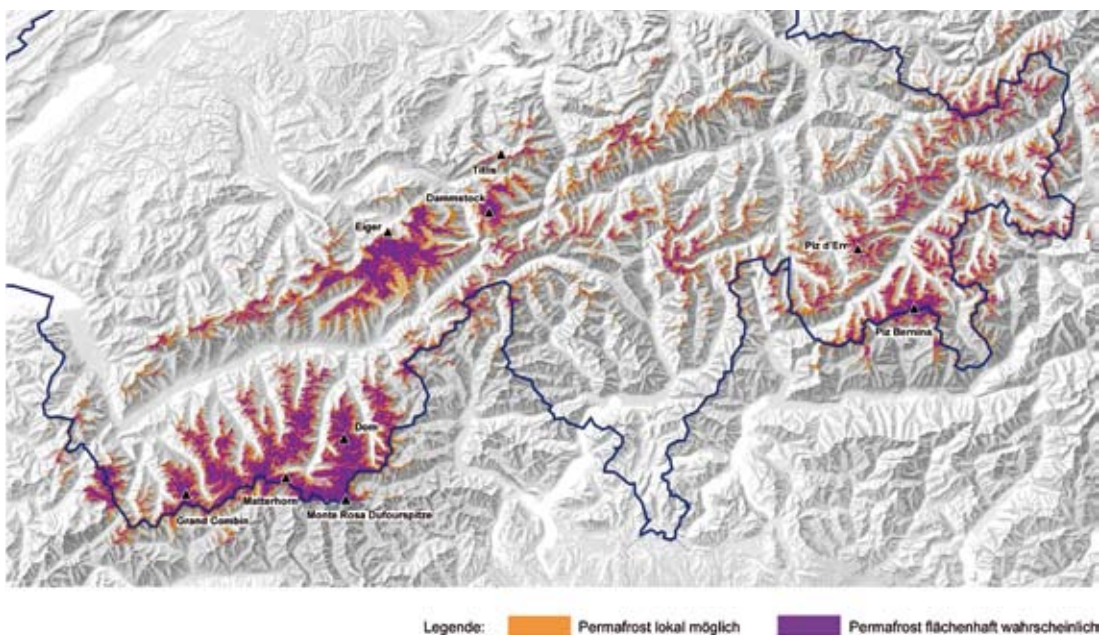 Titlis
Dammstock
Eiger
Piz d'Err
Piz Bernina
Dom
Matterhorn
Grand Combin
Monte Rosa Dufourspitze
Legende: Permafrost lokal möglich Permafrost flächenhaft wahrscheinlich